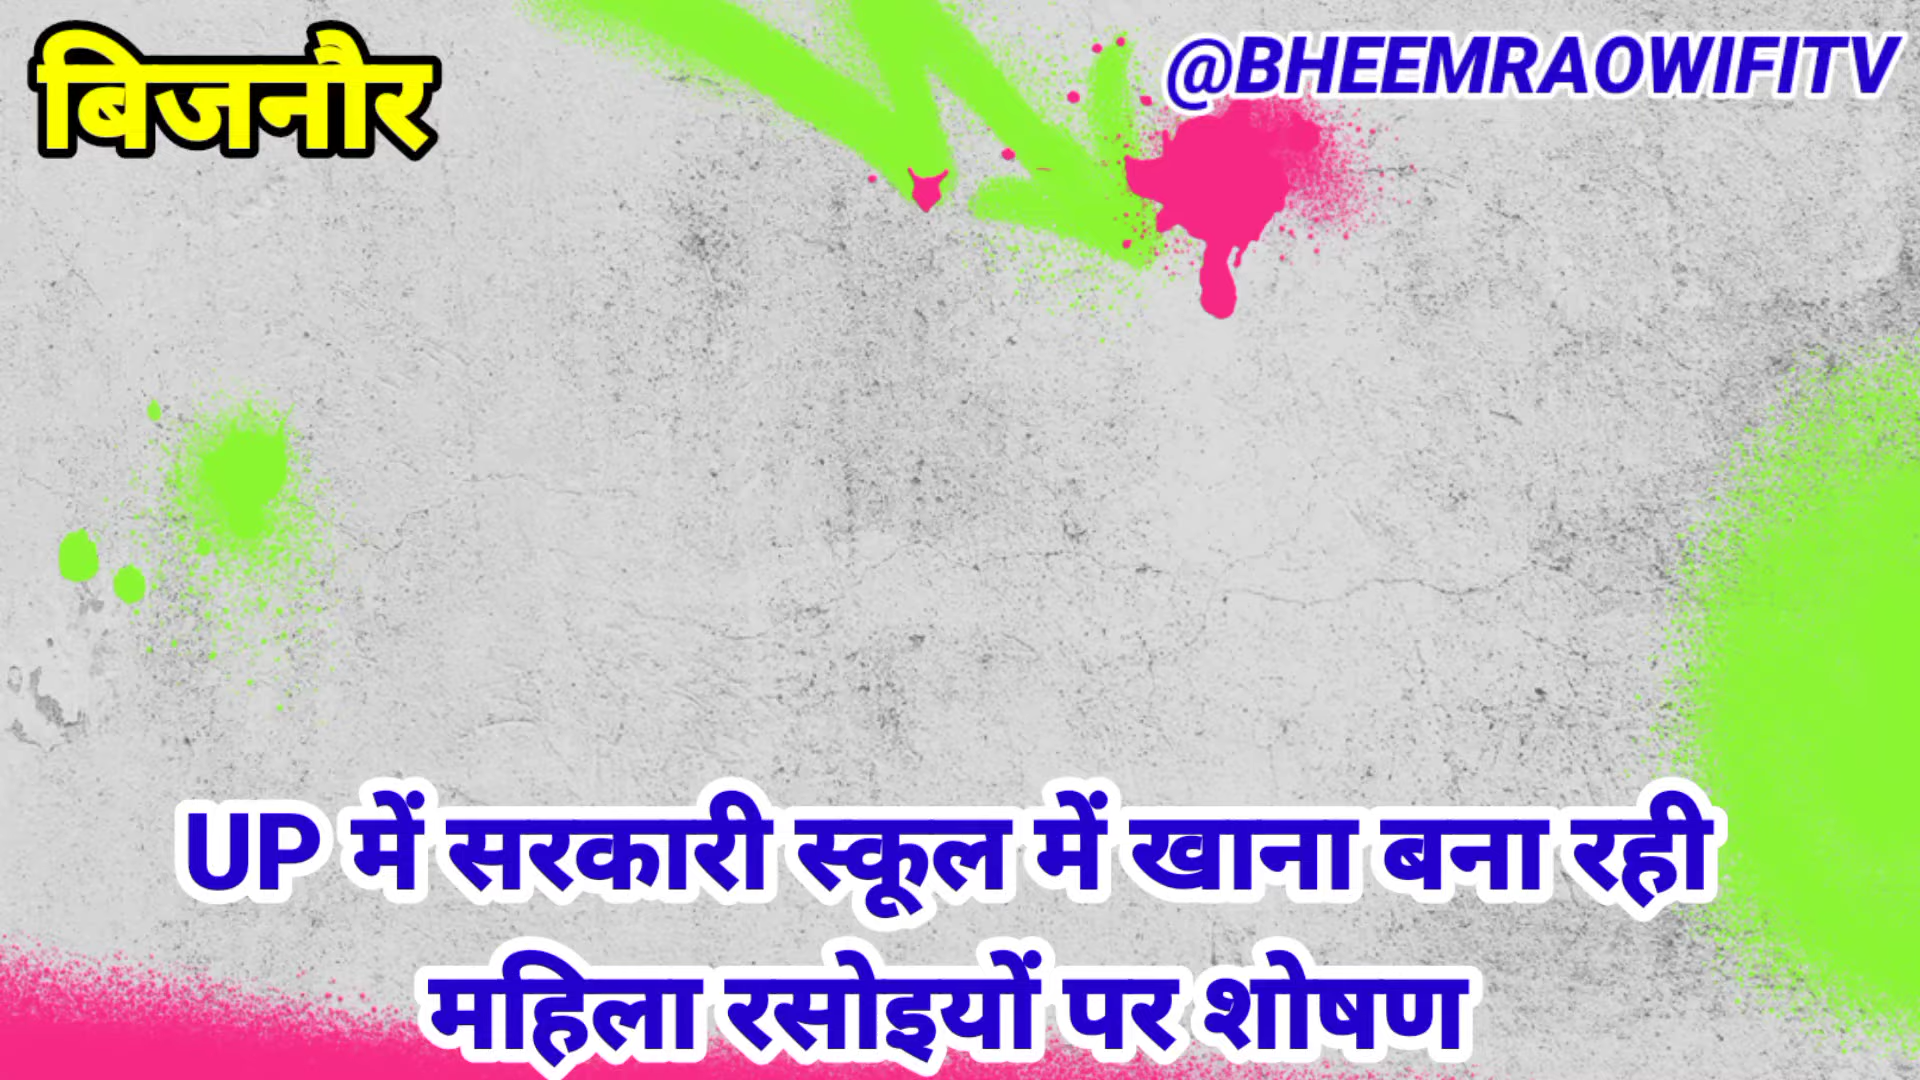 बिजनौर
@BHEEMRAOWIFITV
UP में सरकारी स्कूल में खाना बना रही
महिला रसोइयों पर शोषण